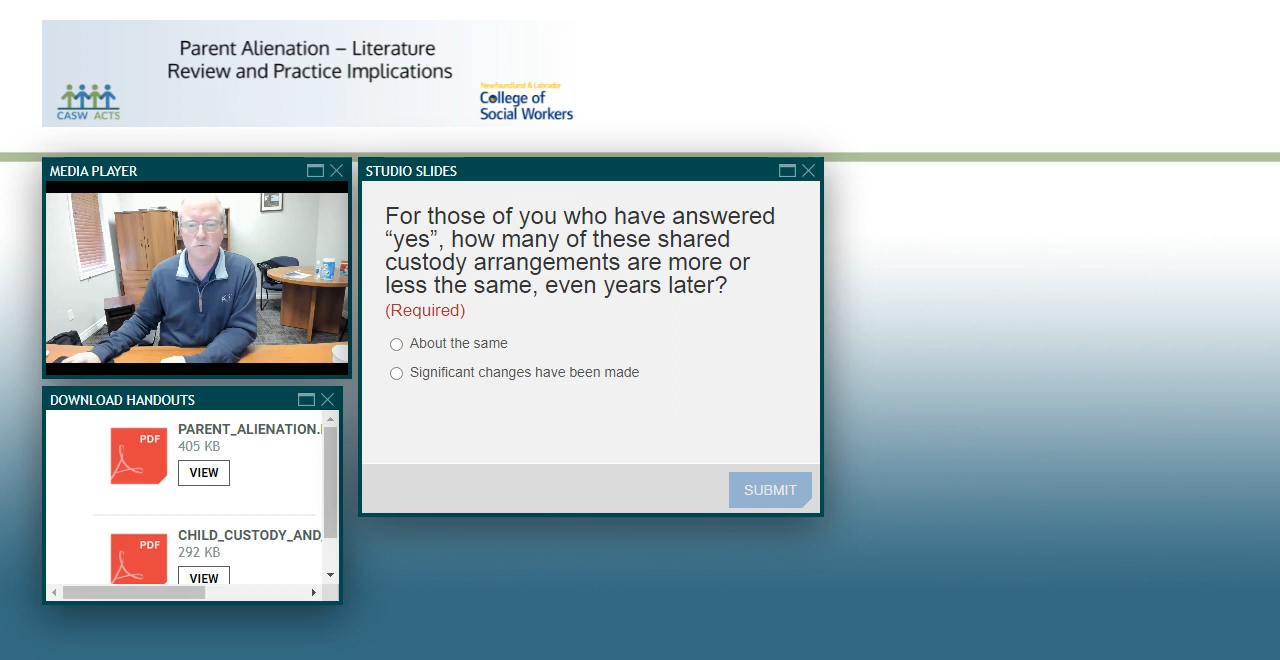 Parent Alienation – Literature
Review and Practice Implications
CASW ACTS
Newfoundland & Labrador
College of
Social Workers
MEDIA PLAYER
STUDIO SLIDES
For those of you who have answered
“yes”, how many of these shared
custody arrangements are more or
less the same, even years later?
(Required)
About the same
Significant changes have been made
SUBMIT
DOWNLOAD HANDOUTS
PDF
PARENT_ALIENATION.
405 KB
VIEW
PDF
CHILD_CUSTODY_AND_
292 KB
VIEW